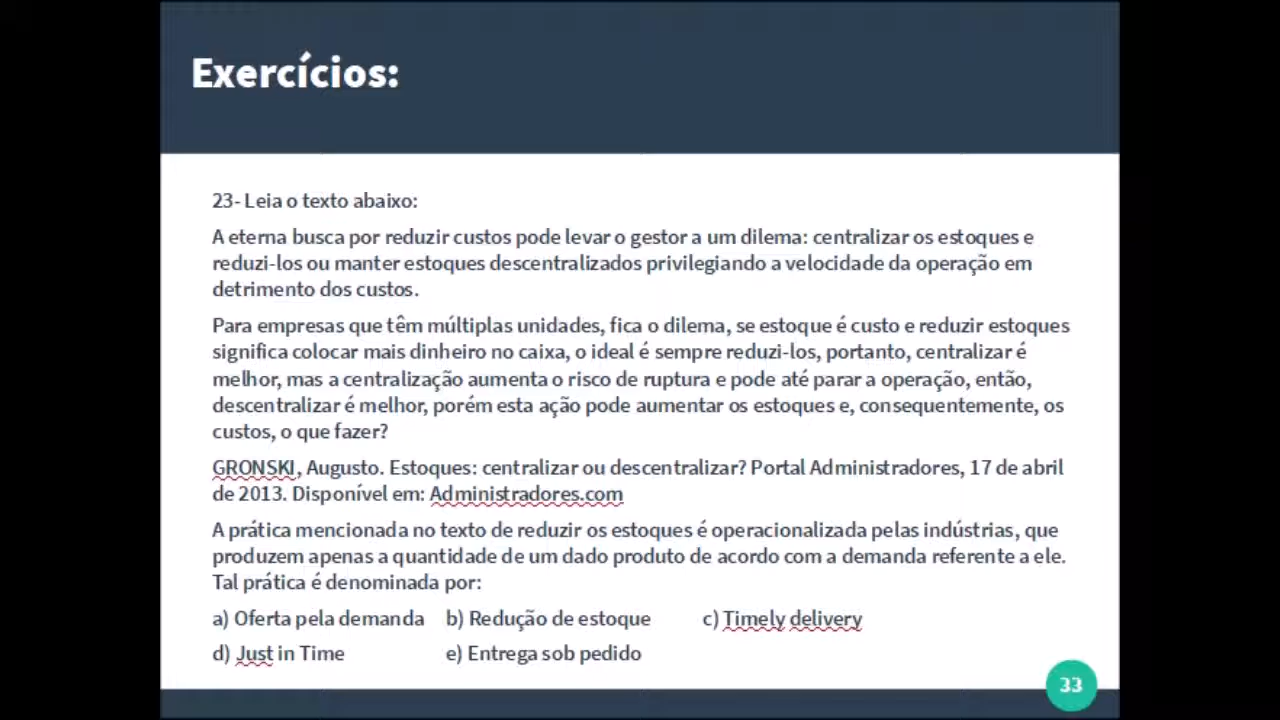 Exercícios:
23- Leia o texto abaixo:
A eterna busca por reduzir custos pode levar o gestor a um dilema: centralizar os estoques e
reduzi-los ou manter estoques descentralizados privilegiando a velocidade da operação em
detrimento dos custos.
Para empresas que têm múltiplas unidades, fica o dilema, se estoque é custo e reduzir estoques
significa colocar mais dinheiro no caixa, o ideal é sempre reduzi-los, portanto, centralizar é
melhor, mas a centralização aumenta o risco de ruptura e pode até parar a operação, então,
descentralizar é melhor, porém esta ação pode aumentar os estoques e, consequentemente, os
custos, o que fazer?
GRONSKI, Augusto. Estoques: centralizar ou descentralizar? Portal Administradores, 17 de abril
de 2013. Disponível em: Administradores.com
A prática mencionada no texto de reduzir os estoques é operacionalizada pelas indústrias, que
produzem apenas a quantidade de um dado produto de acordo com a demanda referente a ele.
Tal prática é denominada por:
a) Oferta pela demanda b) Redução de estoque c) Timely delivery
d) Just in Time e) Entrega sob pedido
33